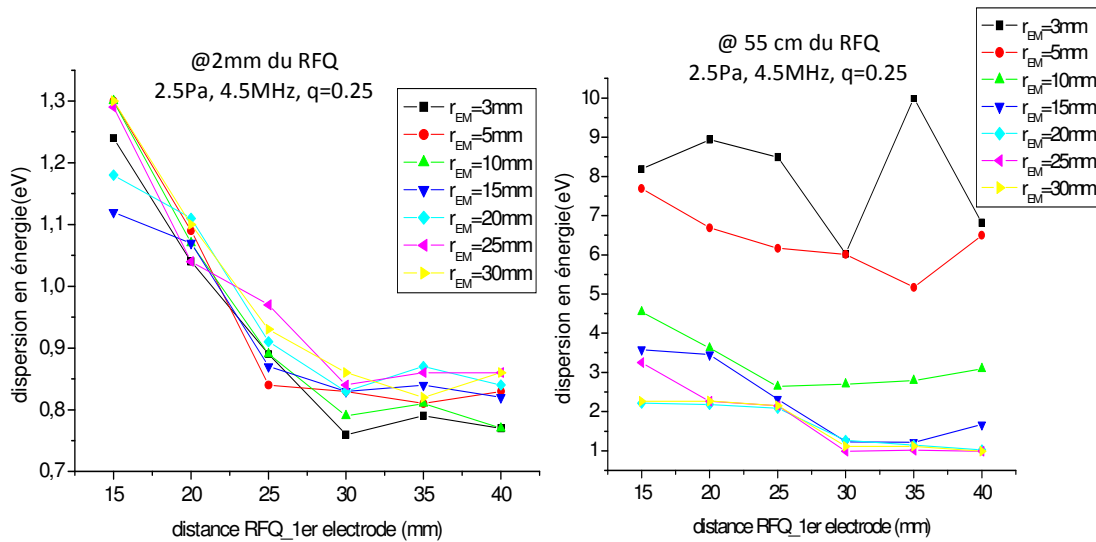 @2mm du RFQ
2.5Pa, 4.5MHz, q=0.25
r_EM=3mm
r_EM=5mm
r_EM=10mm
r_EM=15mm
r_EM=20mm
r_EM=25mm
r_EM=30mm
1,3
1,2
1,1
1,0
0,9
0,8
0,7
dispersion en énergie(eV)
15 20 25 30 35 40
distance RFQ_1er electrode (mm)
@ 55 cm du RFQ
2.5Pa, 4.5MHz, q=0.25
r_EM=3mm
r_EM=5mm
r_EM=10mm
r_EM=15mm
r_EM=20mm
r_EM=25mm
r_EM=30mm
10
9
8
7
6
5
4
3
2
1
dispersion en énergie(eV)
15 20 25 30 35 40
distance RFQ_1er electrode (mm)